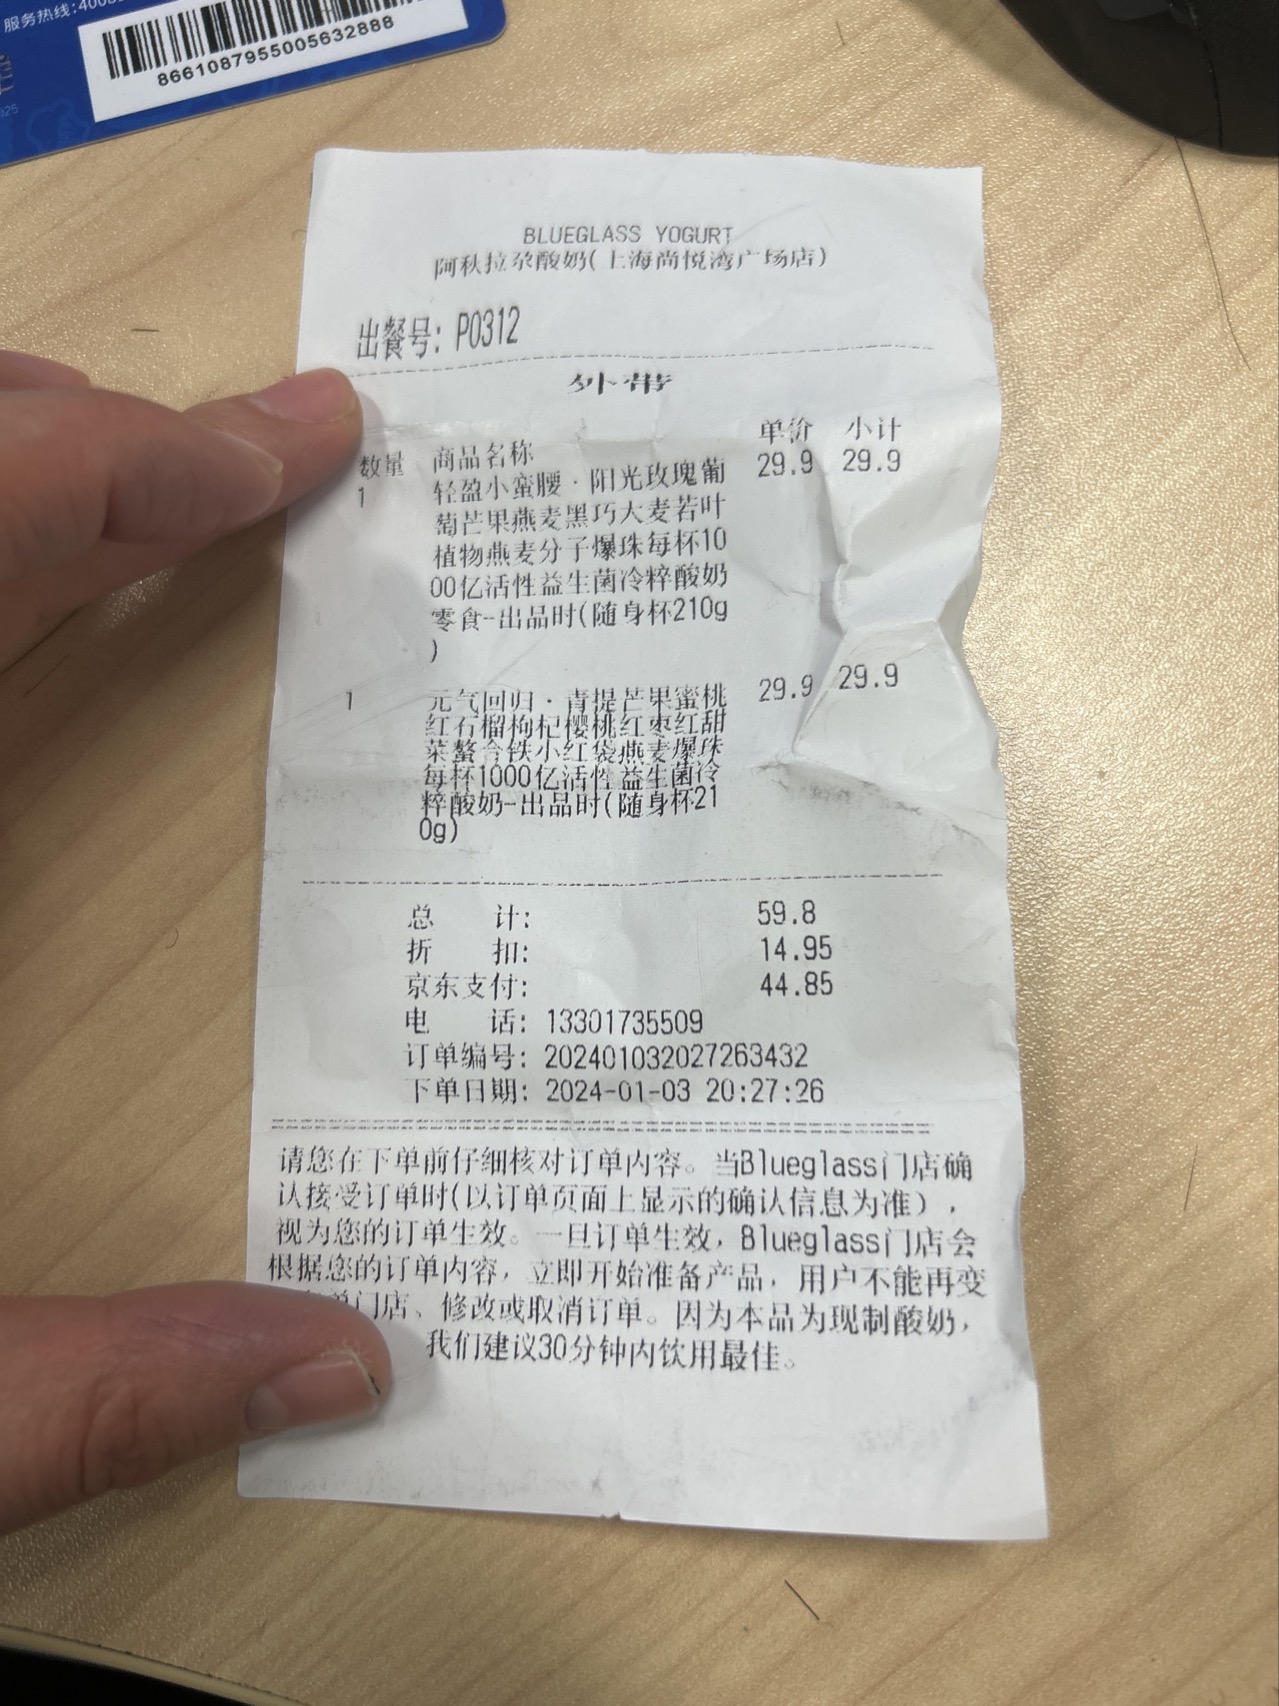 服务热线:400
8661087955005632888
BLUEGLASS YOGURT
阿秋拉尕酸奶(上海尚悦湾广场店)
出餐号: P0312
外带
数量 商品名称 单价 小计
1 轻盈小蛮腰·阳光玫瑰葡 29.9 29.9
萄芒果燕麦黑巧大麦若叶
植物燕麦分子爆珠每杯10
00亿活性益生菌冷粹酸奶
零食-出品时(随身杯210g
)
1 元气回归·青提芒果蜜桃 29.9 29.9
红石榴枸杞樱桃红枣红甜
菜螯合铁小红袋燕麦爆珠
每杯1000亿活性益生菌冷
粹酸奶-出品时(随身杯21
0g)
总 计: 59.8
折 扣: 14.95
京东支付: 44.85
电 话: 13301735509
订单编号: 202401032027263432
下单日期: 2024-01-03 20:27:26
请您在下单前仔细核对订单内容。当Blueglass门店确
认接受订单时(以订单页面上显示的确认信息为准),
视为您的订单生效。一旦订单生效,Blueglass门店会
根据您的订单内容,立即开始准备产品,用户不能再变
单门店、修改或取消订单。因为本品为现制酸奶,
我们建议30分钟内饮用最佳。